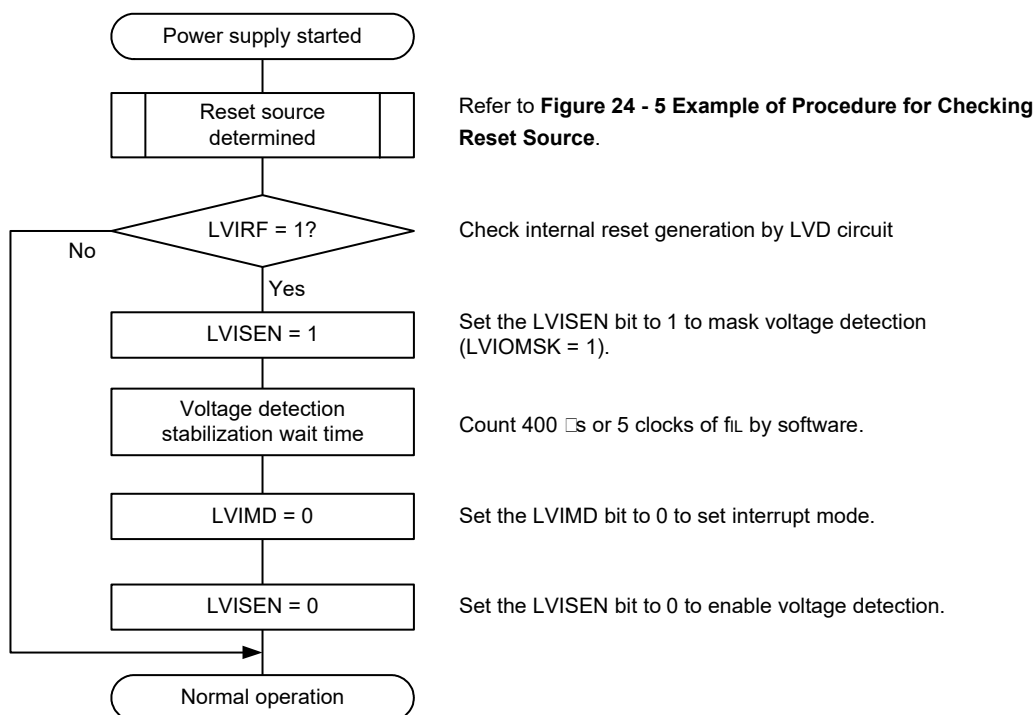 Power supply started
Reset source
determined
Refer to Figure 24 - 5 Example of Procedure for Checking
Reset Source.
LVIRF = 1?
Check internal reset generation by LVD circuit
No
Yes
LVISEN = 1
Set the LVISEN bit to 1 to mask voltage detection
(LVIOMSK = 1).
Voltage detection
stabilization wait time
Count 400 □s or 5 clocks of fIL by software.
LVIMD = 0
Set the LVIMD bit to 0 to set interrupt mode.
LVISEN = 0
Set the LVISEN bit to 0 to enable voltage detection.
Normal operation